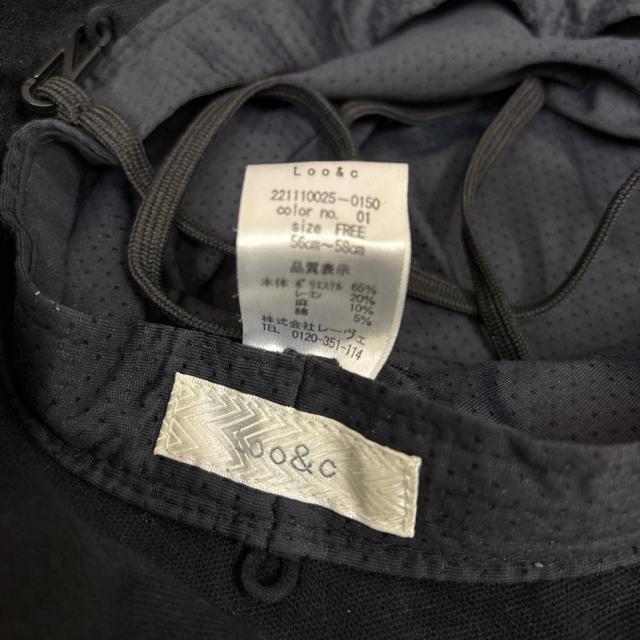 Loo&c
221110025-0150
color no. 01
size FREE
56cm～58cm
品質表示
本体 ポリエステル 65%
レーヨン 20%
麻 10%
綿 5%
株式会社レーヴェ
TEL 0120-351-114
Loo&c